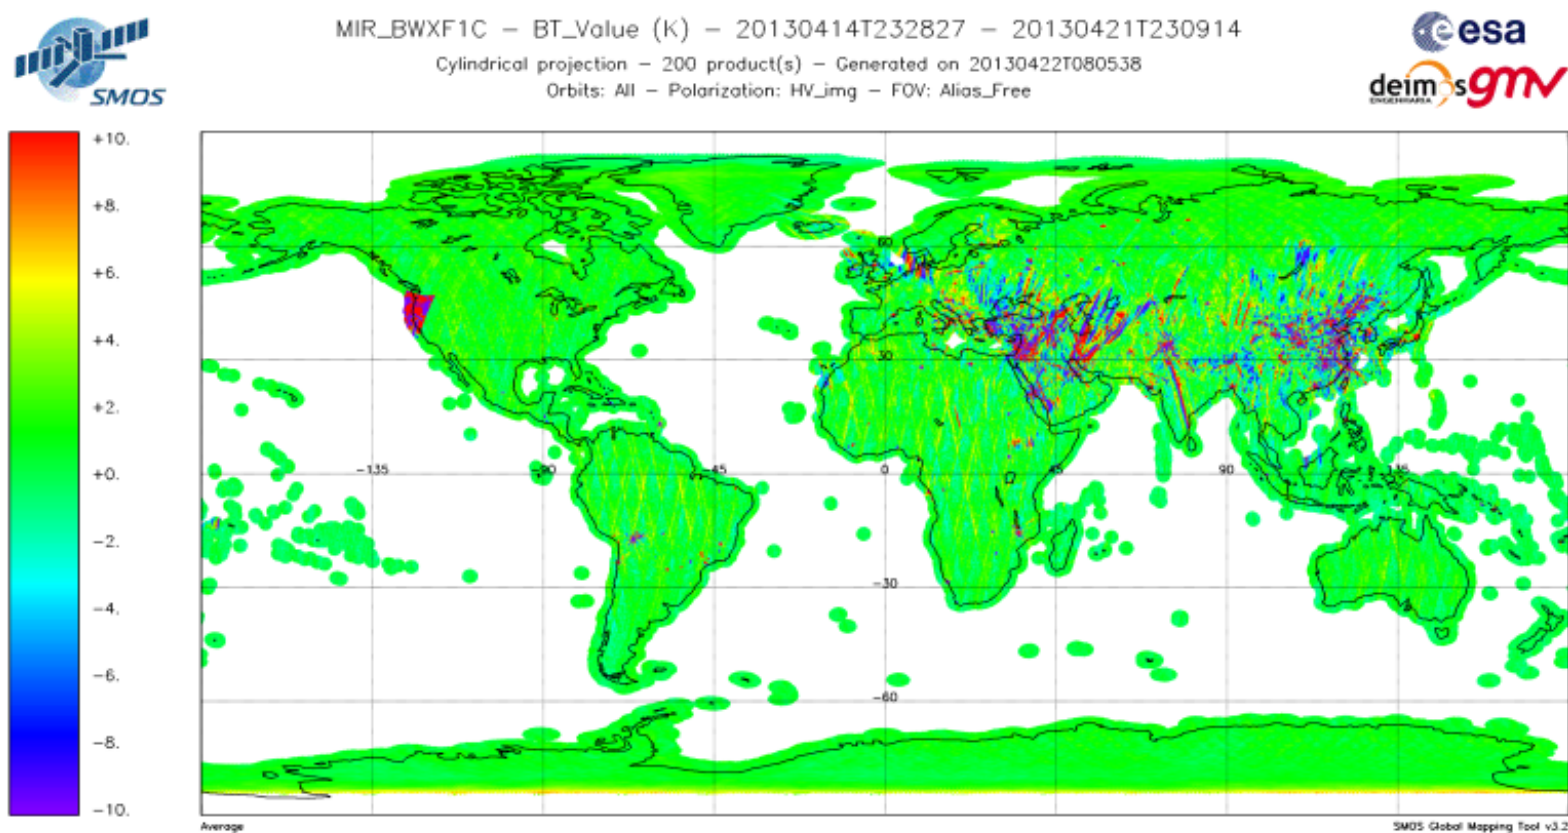 MIR_BWXF1C - BT_Value (K) - 20130414T232827 - 20130421T230914
Cylindrical projection - 200 product(s) - Generated on 20130422T080538
Orbits: All - Polarization: HV_img - FOV: Alias_Free
SMOS
esa
deimos
ENGENHARIA
gmv
+10.
+8.
+6.
+4.
+2.
+0.
-2.
-4.
-6.
-8.
-10.
60
30
-135
-90
-45
0
45
90
135
-30
-60
Average
SMOS Global Mapping Tool v3.2